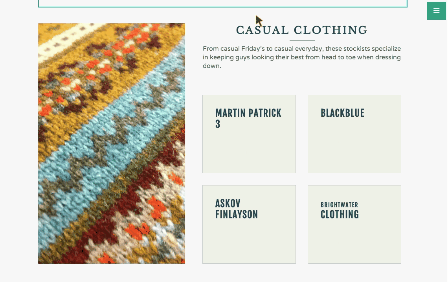 CASUAL CLOTHING
From casual Friday's to casual everyday, these stocklists specialize
in keeping guys looking their best from head to toe when dressing
down.
MARTIN PATRICK
3
BLACKBLUE
ASKOV
FINLAYSON
BRIGHTWATER
CLOTHING